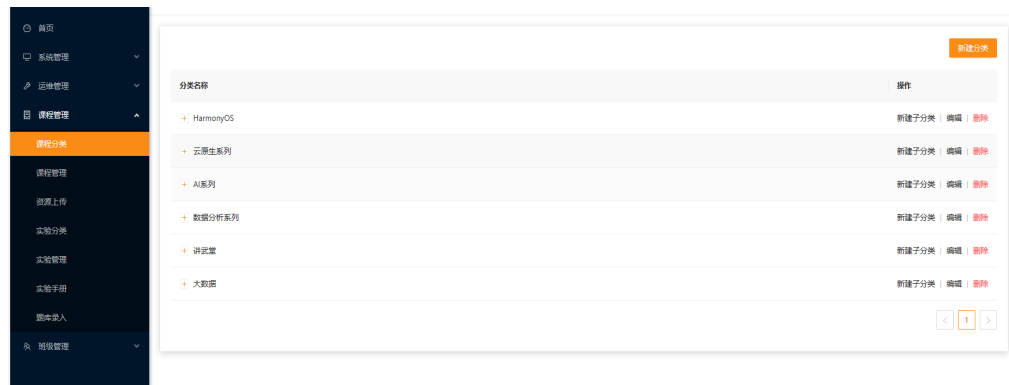 首页
系统管理
运维管理
课程管理
课程分类
课程管理
资源上传
实验分类
实验管理
实验手册
题库录入
班级管理
新建分类
分类名称 操作
+ HarmonyOS 新建子分类 | 编辑 | 删除
+ 云原生系列 新建子分类 | 编辑 | 删除
+ AI系列 新建子分类 | 编辑 | 删除
+ 数据分析系列 新建子分类 | 编辑 | 删除
+ 讲武堂 新建子分类 | 编辑 | 删除
+ 大数据 新建子分类 | 编辑 | 删除
< 1 >